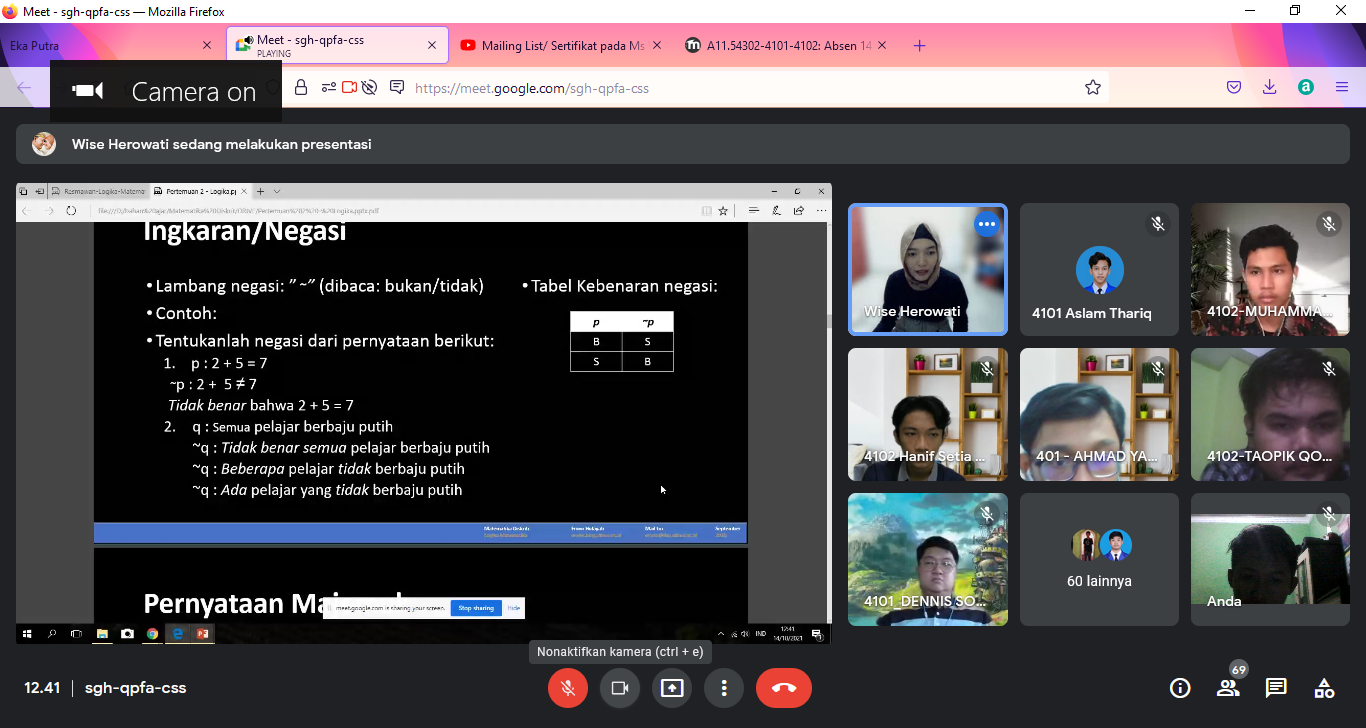 Meet - sgh-qpfa-css — Mozilla Firefox
Eka Putra
Meet - sgh-qpfa-css
PLAYING
Mailing List/ Sertifikat pada Ms
A11.54302-4101-4102: Absen 14
Camera on
https://meet.google.com/sgh-qpfa-css
Wise Herowati sedang melakukan presentasi
Resmawan-Logika-Matemat
Pertemuan 2 - Logika.pp
Ingkaran/Negasi
• Lambang negasi: ” ~” (dibaca: bukan/tidak)
• Contoh:
• Tentukanlah negasi dari pernyataan berikut:
1. p : 2 + 5 = 7
~p : 2 + 5 ≠ 7
Tidak benar bahwa 2 + 5 = 7
2. q : Semua pelajar berbaju putih
~q : Tidak benar semua pelajar berbaju putih
~q : Beberapa pelajar tidak berbaju putih
~q : Ada pelajar yang tidak berbaju putih
• Tabel Kebenaran negasi:
p ~p
B S
S B
Matematika Diskrit
September
Pernyataan
meet.google.com is sharing your screen.
Stop sharing
Hide
IND
12:41
14/10/2021
Wise Herowati
4101 Aslam Thariq
4102-MUHAMMA...
4102 Hanif Setia ...
401 - AHMAD YA...
4102-TAOPIK QO...
4101_DENNIS SO...
60 lainnya
Anda
Nonaktifkan kamera (ctrl + e)
12.41
sgh-qpfa-css
69